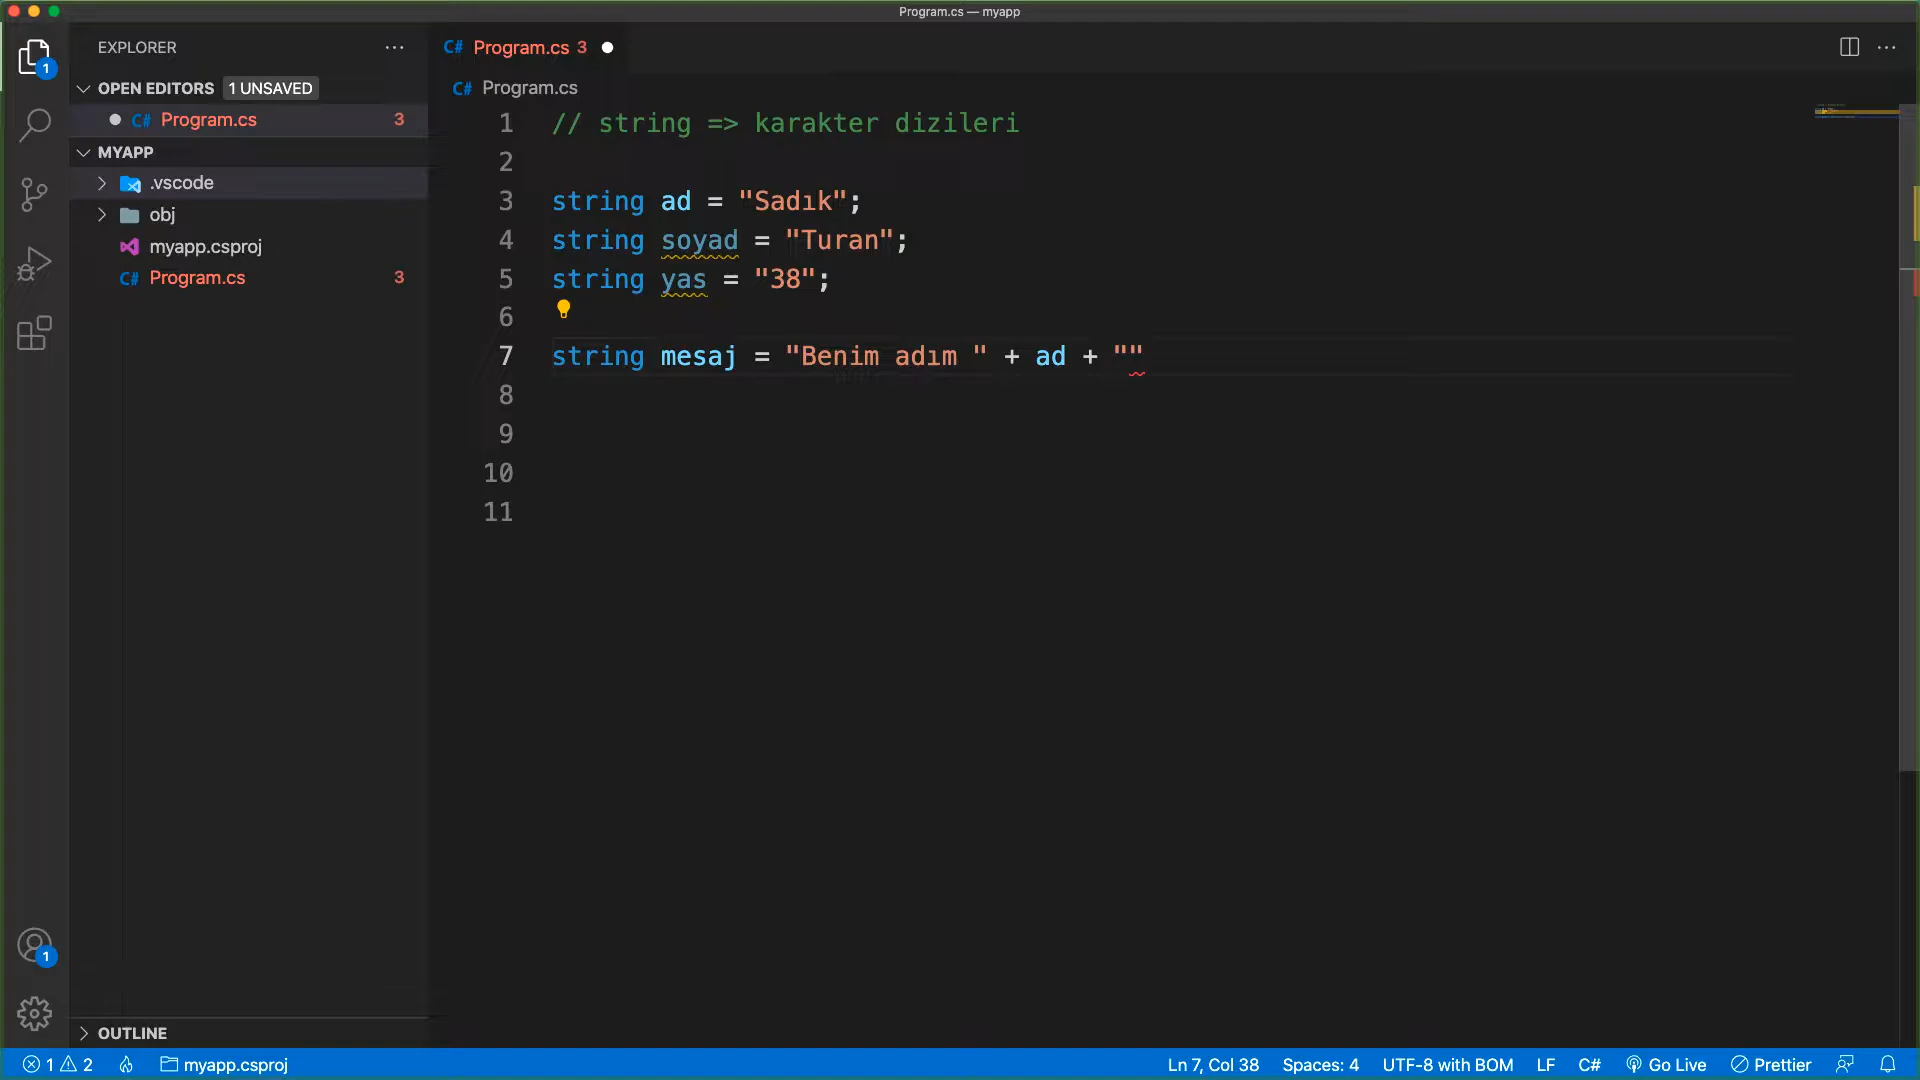 Program.cs — myapp
EXPLORER
OPEN EDITORS 1 UNSAVED
C# Program.cs 3
MYAPP
.vscode
obj
myapp.csproj
C# Program.cs 3
OUTLINE
C# Program.cs 3
C# Program.cs
1 // string => karakter dizileri
2
3 string ad = "Sadık";
4 string soyad = "Turan";
5 string yas = "38";
6
7 string mesaj = "Benim adım " + ad + ""
8
9
10
11
1
1
1 2 myapp.csproj Ln 7, Col 38 Spaces: 4 UTF-8 with BOM LF C# Go Live Prettier